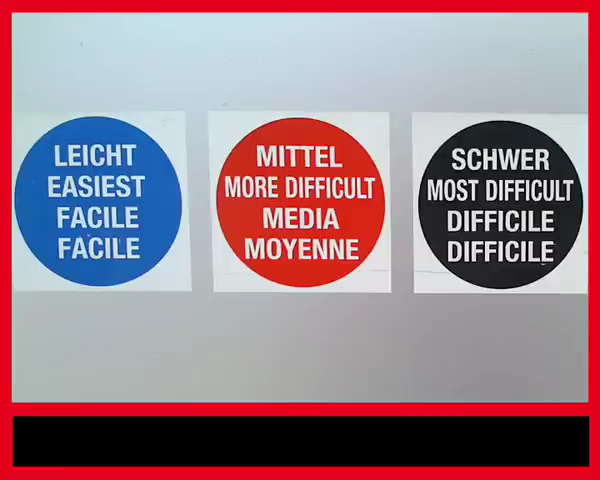 LEICHT
EASIEST
FACILE
FACILE
MITTEL
MORE DIFFICULT
MEDIA
MOYENNE
SCHWER
MOST DIFFICULT
DIFFICILE
DIFFICILE